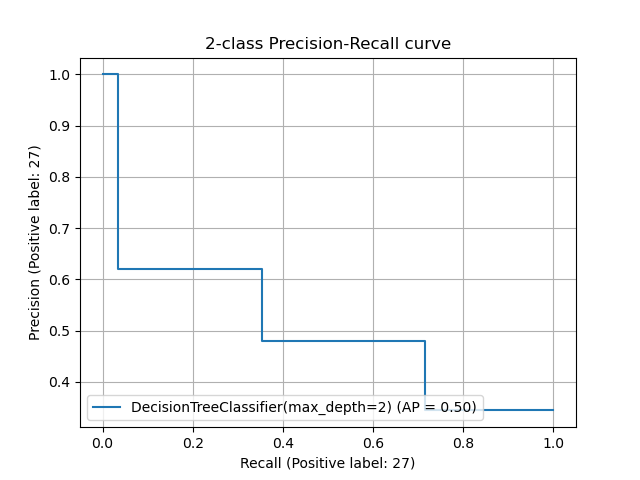 2-class Precision-Recall curve
1.0
0.9
0.8
0.7
0.6
0.5
0.4
Precision (Positive label: 27)
DecisionTreeClassifier(max_depth=2) (AP = 0.50)
0.0 0.2 0.4 0.6 0.8 1.0
Recall (Positive label: 27)